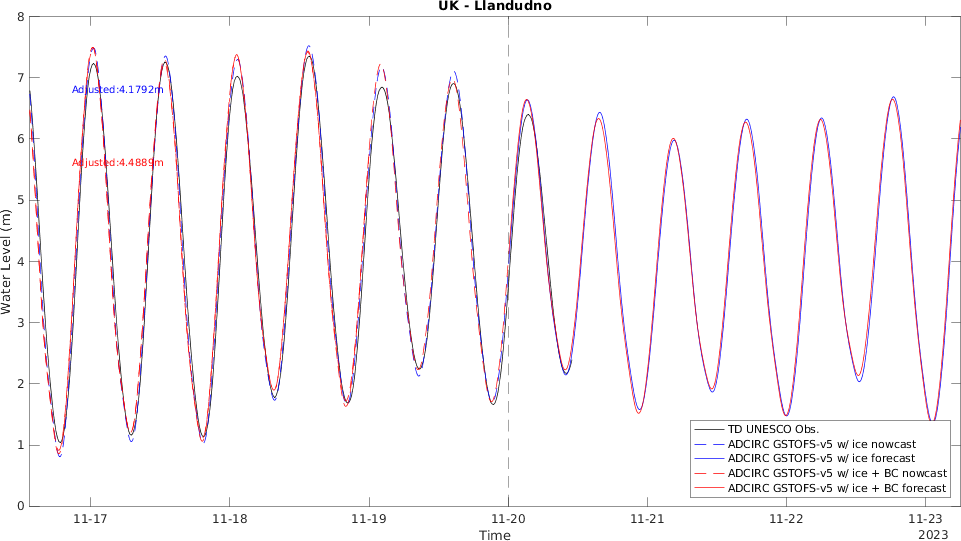 UK - Llandudno
8
7
6
5
4
3
2
1
0
Water Level (m)
Adjusted:4.1792m
Adjusted:4.4889m
TD UNESCO Obs.
ADCIRC GSTOFS-v5 w/ ice nowcast
ADCIRC GSTOFS-v5 w/ ice forecast
ADCIRC GSTOFS-v5 w/ ice + BC nowcast
ADCIRC GSTOFS-v5 w/ ice + BC forecast
11-17 11-18 11-19 11-20 11-21 11-22 11-23
Time
2023